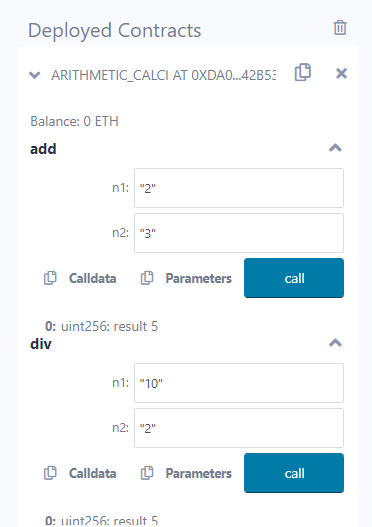 Deployed Contracts
ARITHMETIC_CALCI AT 0XDA0...42B53
Balance: 0 ETH
add
n1: "2"
n2: "3"
Calldata Parameters call
0: uint256: result 5
div
n1: "10"
n2: "2"
Calldata Parameters call
0: uint256: result 5